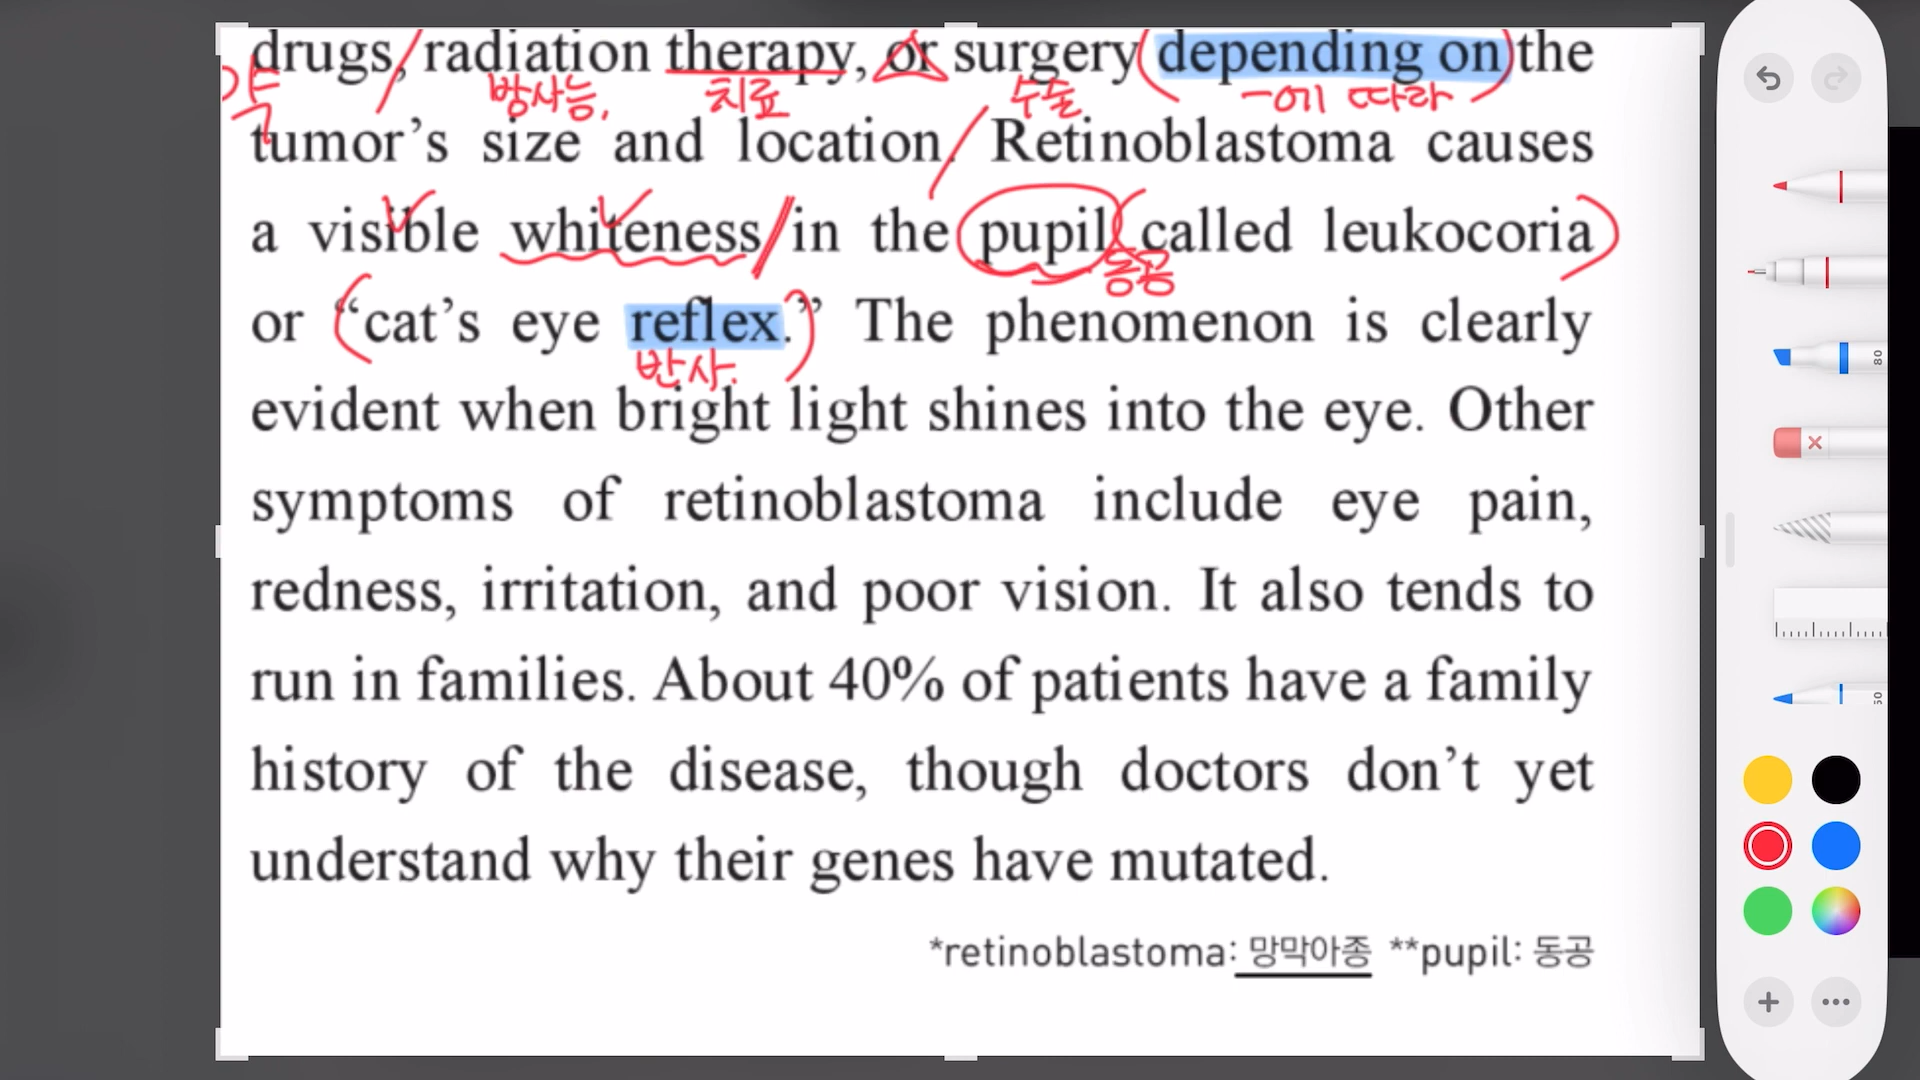 drugs, radiation therapy, or surgery depending on the
약 방사능, 치료 수술 -에 따라
tumor's size and location. Retinoblastoma causes
a visible whiteness in the pupil called leukocoria
동공
or “cat's eye reflex.” The phenomenon is clearly
반사.
evident when bright light shines into the eye. Other
symptoms of retinoblastoma include eye pain,
redness, irritation, and poor vision. It also tends to
run in families. About 40% of patients have a family
history of the disease, though doctors don't yet
understand why their genes have mutated.
*retinoblastoma: 망막아종 **pupil: 동공
80
50